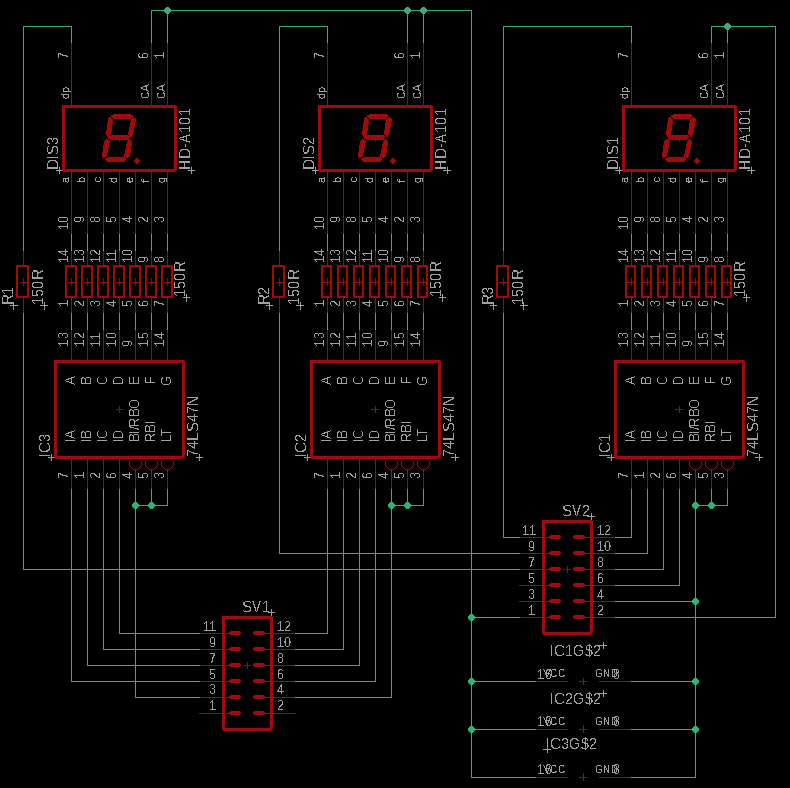 7 6 1 7 6 1 7 6 1
dp CA CA dp CA CA dp CA CA
DIS3 HD-A101 DIS2 HD-A101 DIS1 HD-A101
a b c d e f g a b c d e f g a b c d e f g
10 9 8 5 4 2 3 10 9 8 5 4 2 3 10 9 8 5 4 2 3
14 13 12 11 10 9 8 14 13 12 11 10 9 8 14 13 12 11 10 9 8
R1 150R 150R R2 150R 150R R3 150R 150R
1 2 3 4 5 6 7 1 2 3 4 5 6 7 1 2 3 4 5 6 7
13 12 11 10 9 15 14 13 12 11 10 9 15 14 13 12 11 10 9 15 14
A B C D E F G A B C D E F G A B C D E F G
IA IB IC ID BI/RBO RBI LT IA IB IC ID BI/RBO RBI LT IA IB IC ID BI/RBO RBI LT
IC3 74LS47N IC2 74LS47N IC1 74LS47N
7 1 2 6 4 5 3 7 1 2 6 4 5 3 7 1 2 6 4 5 3
SV2
11 12
9 10
7 8
5 6
3 4
1 2
SV1
11 12
9 10
7 8
5 6
3 4
1 2
IC1G$2
16 VCC GND 8
IC2G$2
16 VCC GND 8
IC3G$2
16 VCC GND 8